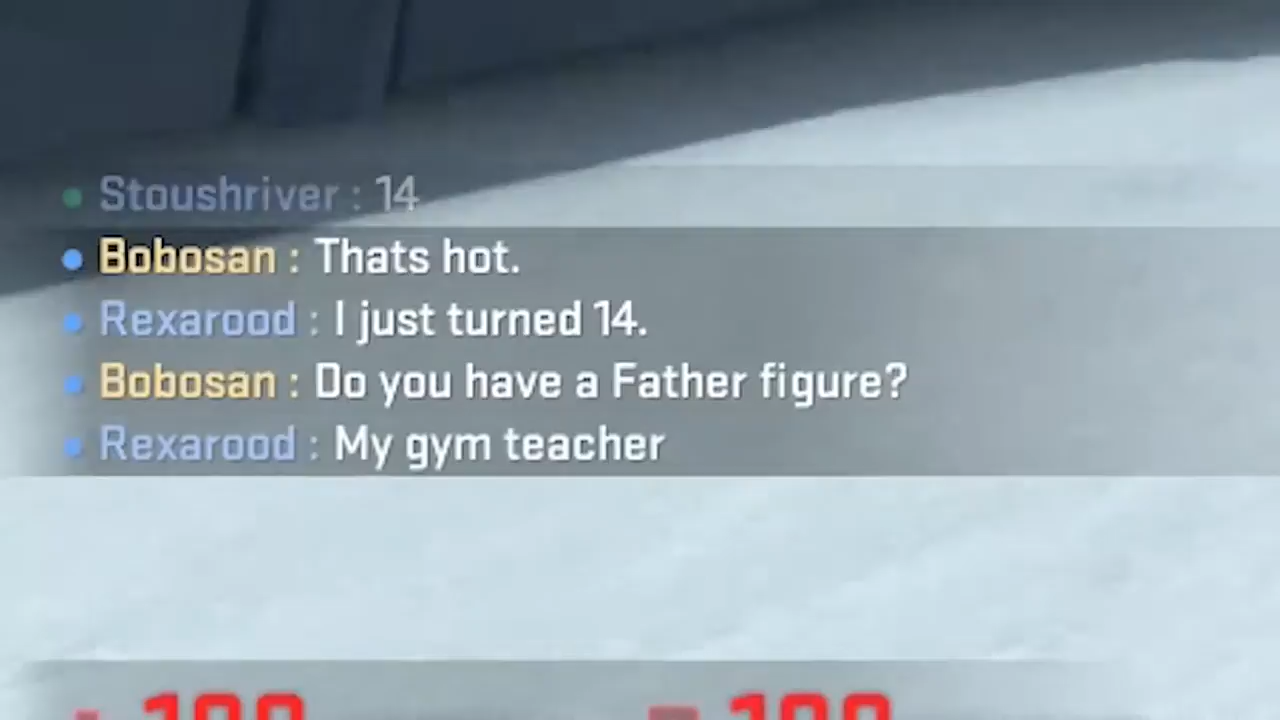 Stoushriver : 14
Bobosan : Thats hot.
Rexarood : I just turned 14.
Bobosan : Do you have a Father figure?
Rexarood : My gym teacher